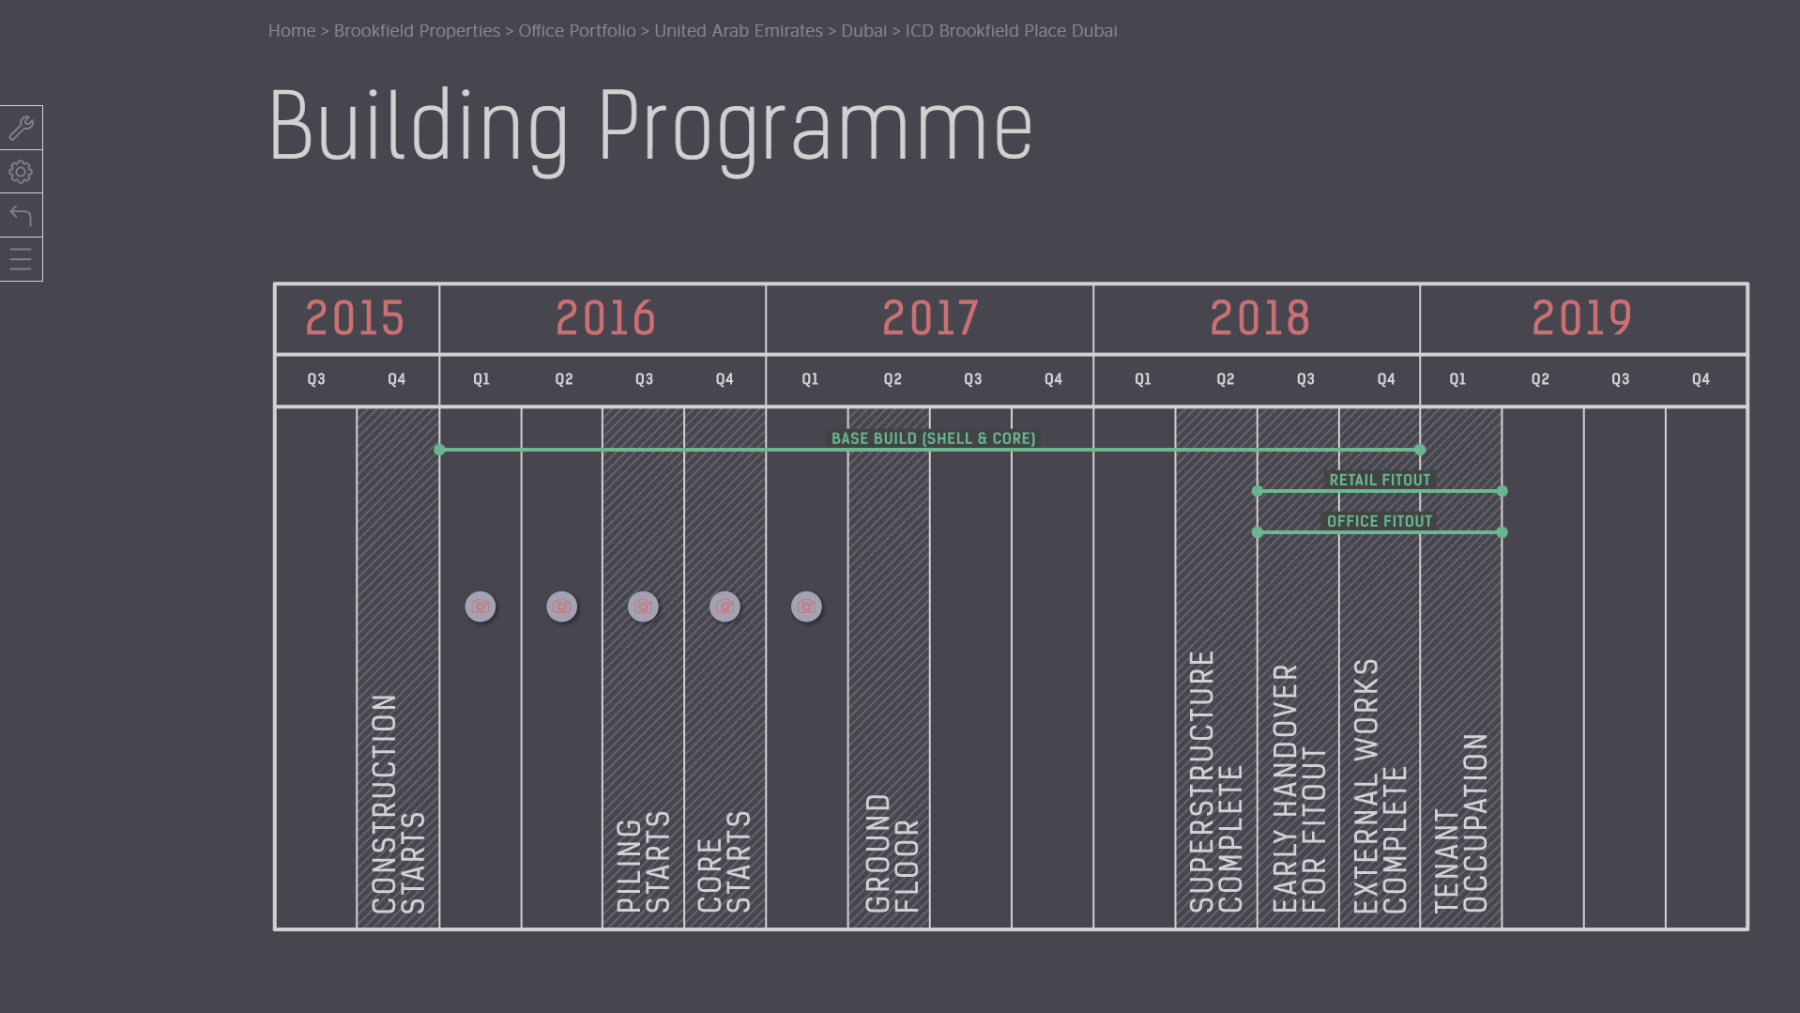 Home > Brookfield Properties > Office Portfolio > United Arab Emirates > Dubai > ICD Brookfield Place Dubai
Building Programme
2015 2016 2017 2018 2019
Q3 Q4 Q1 Q2 Q3 Q4 Q1 Q2 Q3 Q4 Q1 Q2 Q3 Q4 Q1 Q2 Q3 Q4
BASE BUILD (SHELL & CORE)
RETAIL FITOUT
OFFICE FITOUT
CONSTRUCTION
STARTS
PILING
STARTS
CORE
STARTS
GROUND
FLOOR
SUPERSTRUCTURE
COMPLETE
EARLY HANDOVER
FOR FITOUT
EXTERNAL WORKS
COMPLETE
TENANT
OCCUPATION